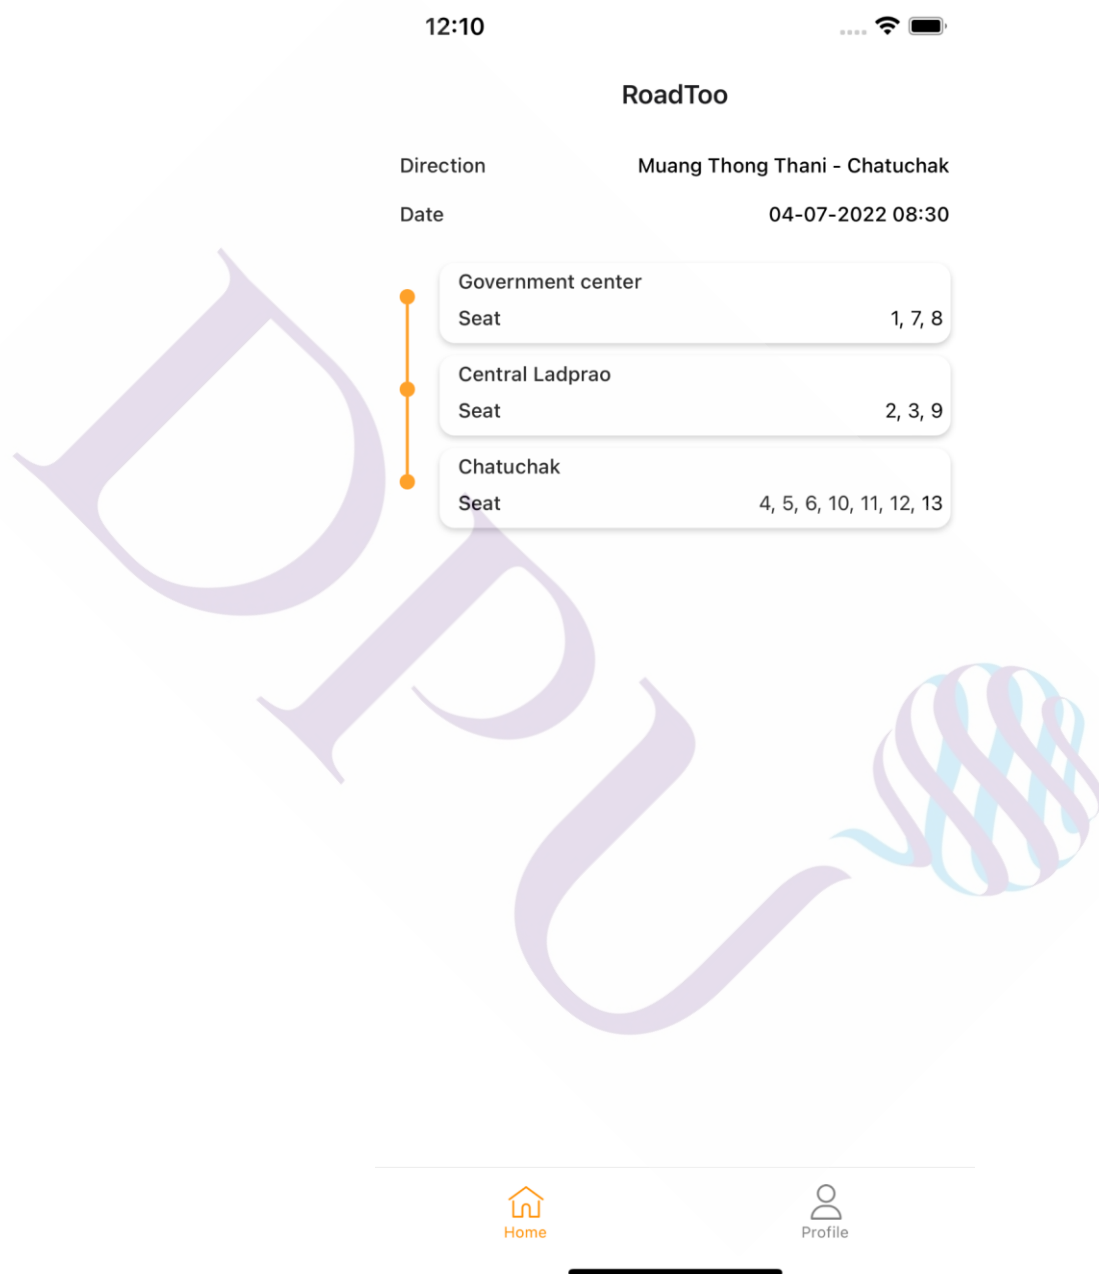 12:10
RoadToo
Direction Muang Thong Thani - Chatuchak
Date 04-07-2022 08:30
Government center
Seat 1, 7, 8
Central Ladprao
Seat 2, 3, 9
Chatuchak
Seat 4, 5, 6, 10, 11, 12, 13
DPU
Home Profile